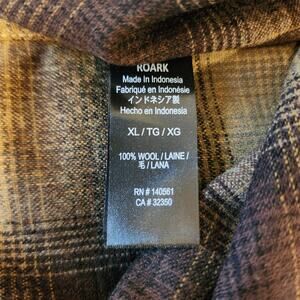 ROARK
Made In Indonesia
Fabriqué en Indonésie
インドネシア製
Hecho en Indonesia
XL / TG / XG
100% WOOL / LAINE /
毛 / LANA
RN # 140561
CA # 32350